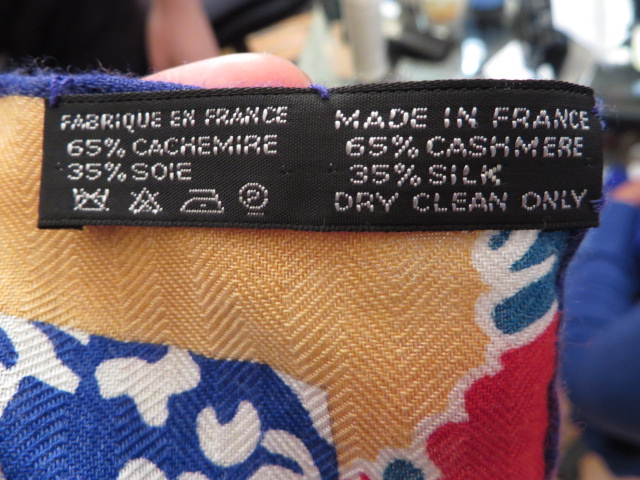 FABRIQUE EN FRANCE
65% CACHEMIRE
35% SOIE
MADE IN FRANCE
65% CASHMERE
35% SILK
DRY CLEAN ONLY